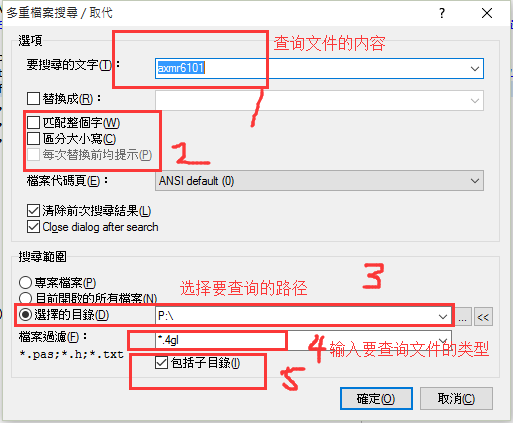 多重檔案搜尋 / 取代
選項
查询文件的内容
要搜尋的文字(T)：
axmr6101
1
替換成(R)：
匹配整個字(W)
區分大小寫(C)
每次替換前均提示(P)
2
檔案代碼頁(E)：
ANSI default (0)
清除前次搜尋結果(L)
Close dialog after search
搜尋範圍
3
專案檔案(P)
目前開啟的所有檔案(N)
选择要查询的路径
選擇的目錄(D)
P:\
...
<<
檔案過濾(F)：
*.4gl
4 输入要查询文件的类型
*.pas;*.h;*.txt
包括子目錄(I)
5
確定(O)
取消(C)